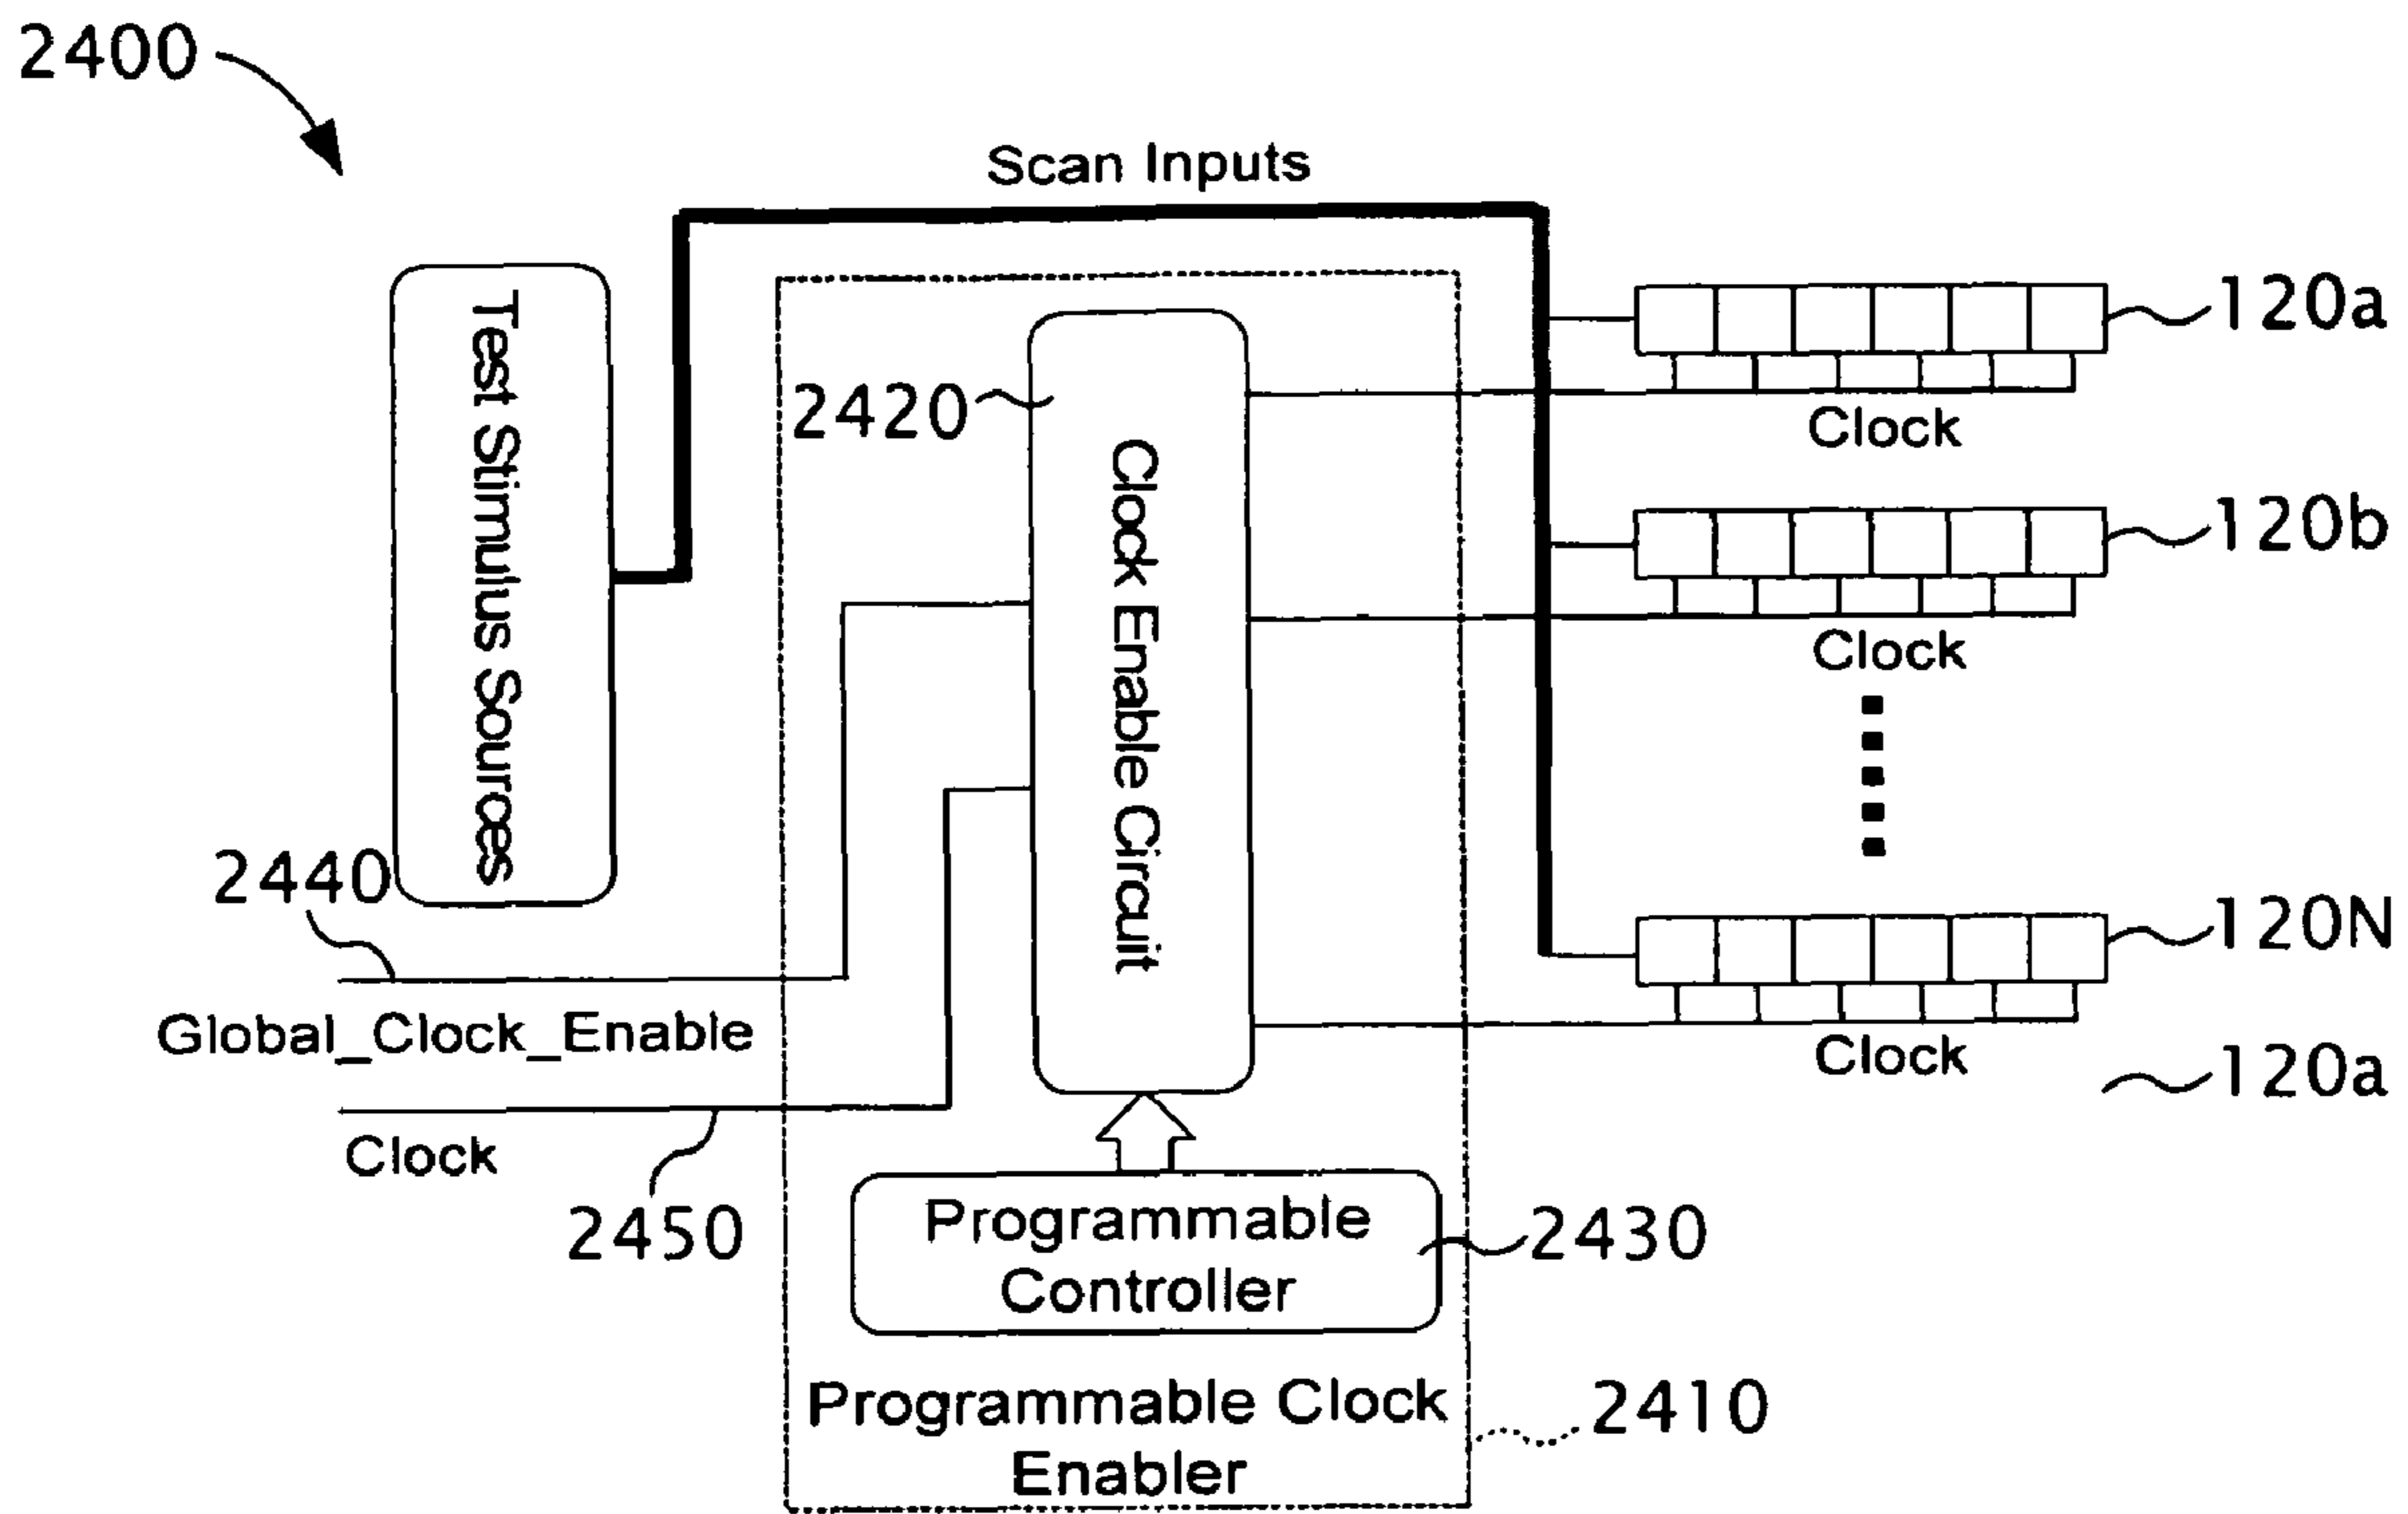 2400
Scan Inputs
Test Stimulus Sources
2420
Clock Enable Circuit
120a
Clock
120b
Clock
120N
Clock
120a
2440
Global_Clock_Enable
Clock
2450
Programmable
Controller
2430
Programmable Clock
Enabler
2410